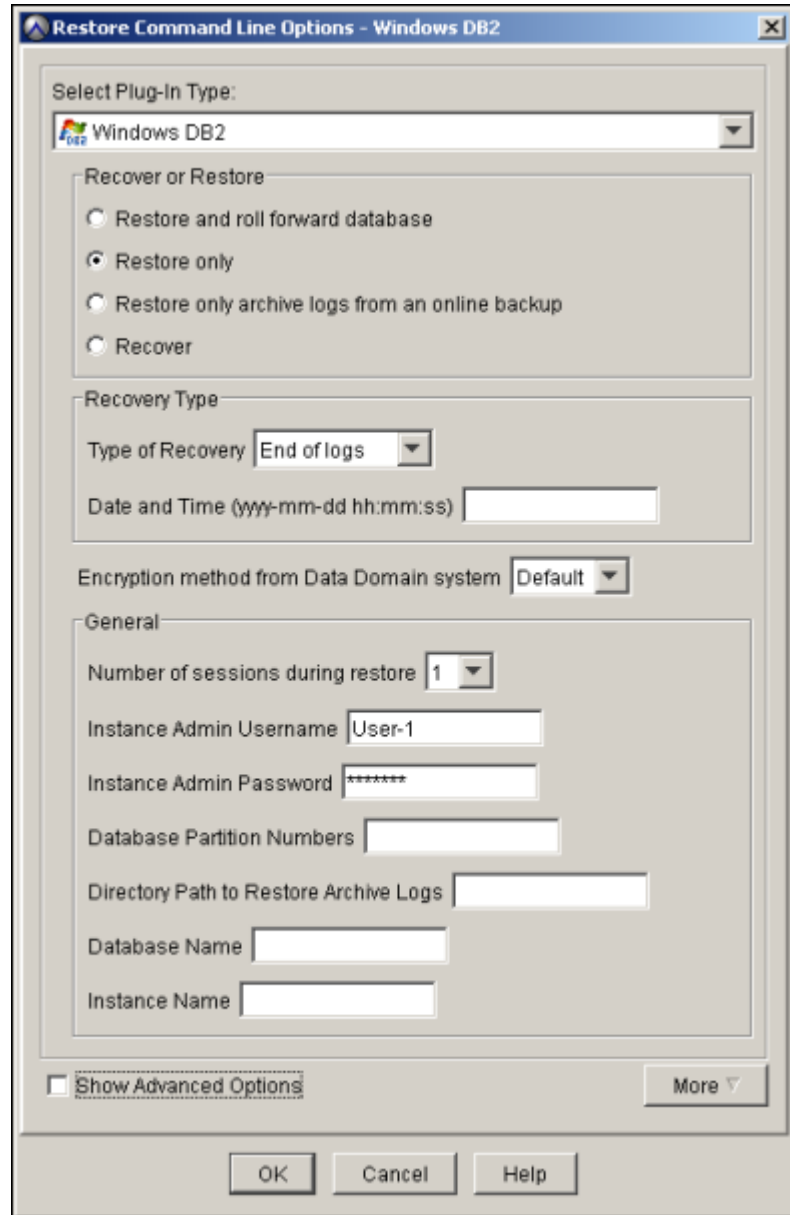 Restore Command Line Options - Windows DB2
Select Plug-In Type:
Windows DB2
Recover or Restore
Restore and roll forward database
Restore only
Restore only archive logs from an online backup
Recover
Recovery Type
Type of Recovery End of logs
Date and Time (yyyy-mm-dd hh:mm:ss)
Encryption method from Data Domain system Default
General
Number of sessions during restore 1
Instance Admin Username User-1
Instance Admin Password *******
Database Partition Numbers
Directory Path to Restore Archive Logs
Database Name
Instance Name
Show Advanced Options More
OK Cancel Help